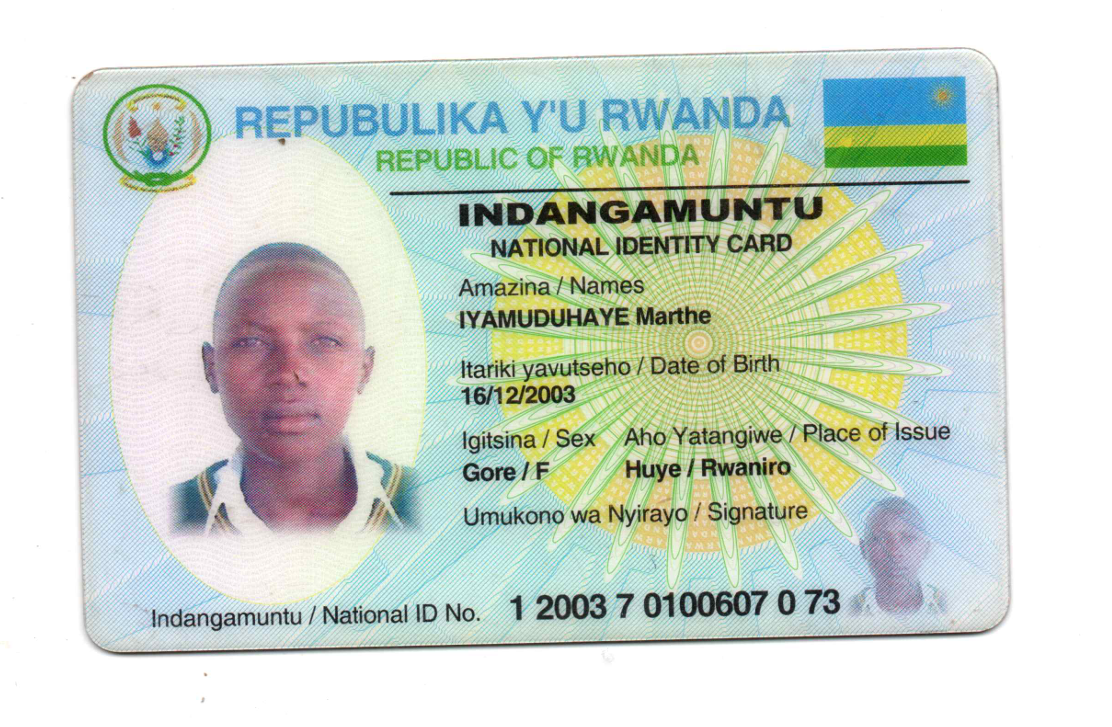 REPUBULIKA Y'U RWANDA
REPUBLIC OF RWANDA
INDANGAMUNTU
NATIONAL IDENTITY CARD
Amazina / Names
IYAMUDUHAYE Marthe
Itariki yavutseho / Date of Birth
16/12/2003
Igitsina / Sex Aho Yatangiwe / Place of Issue
Gore / F Huye / Rwaniro
Umukono wa Nyirayo / Signature
Indangamuntu / National ID No. 1 2003 7 0100607 0 73